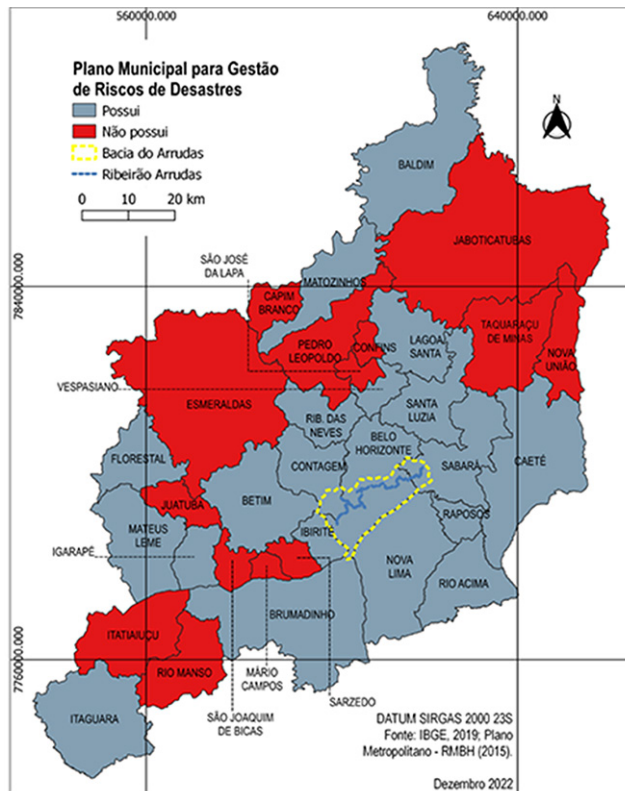 560000.000
640000.000
Plano Municipal para Gestão
de Riscos de Desastres
Possui
Não possui
Bacia do Arrudas
Ribeirão Arrudas
0 10 20 km
N
BALDIM
JABOTICATUBAS
SÃO JOSÉ
DA LAPA
MATOZINHOS
7840000.000
CAPIM
BRANCO
TAQUARAÇU
DE MINAS
PEDRO
LEOPOLDO
CONFINS
LAGOA
SANTA
NOVA
UNIÃO
VESPASIANO
ESMERALDAS
RIB. DAS
NEVES
SANTA
LUZIA
BELO
HORIZONTE
FLORESTAL
CONTAGEM
SABARÁ
CAETÉ
BETIM
JUATUBA
RAPOSOS
MATEUS
LEME
IBIRITÉ
IGARAPÉ
NOVA
LIMA
RIO ACIMA
BRUMADINHO
ITATIAIUÇU
7760000.000
RIO MANSO
MÁRIO
CAMPOS
SARZEDO
SÃO JOAQUIM
DE BICAS
ITAGUARA
DATUM SIRGAS 2000 23S
Fonte: IBGE, 2019; Plano
Metropolitano - RMBH (2015).
Dezembro 2022